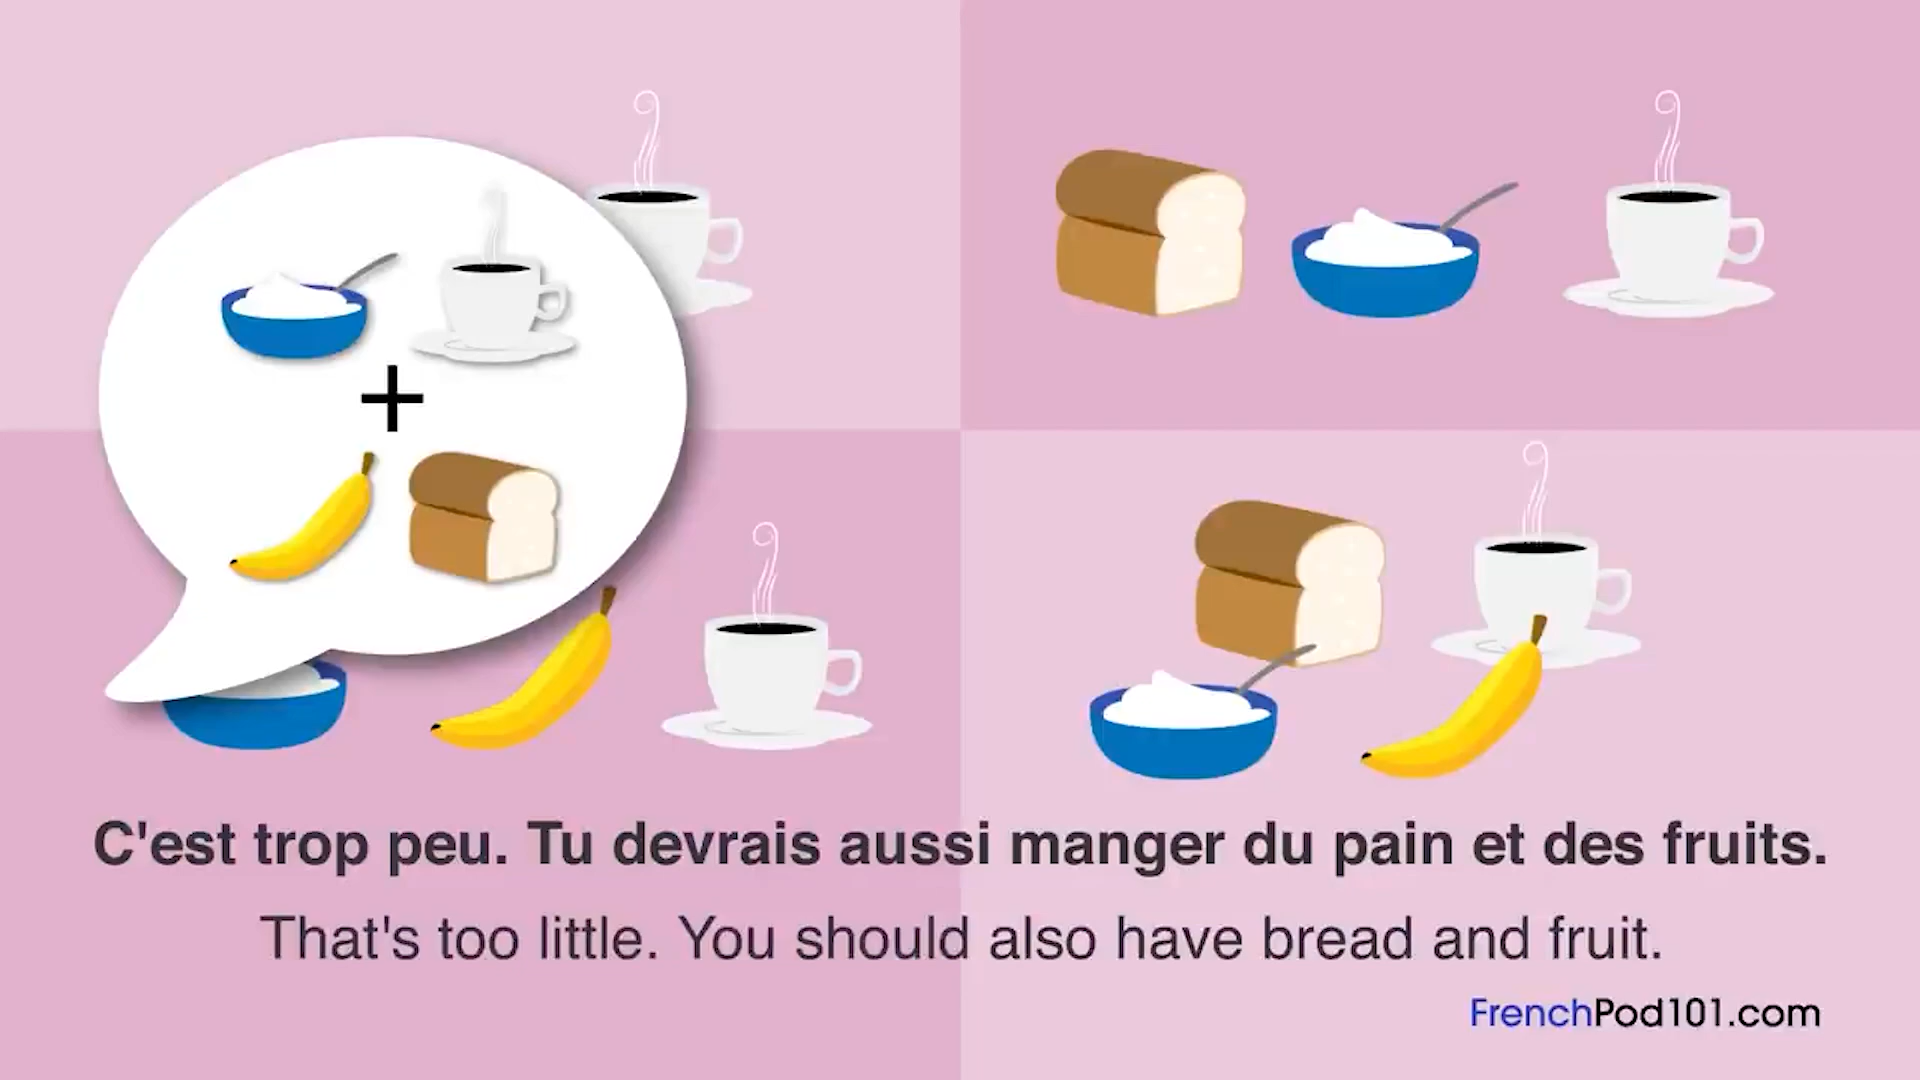 C'est trop peu. Tu devrais aussi manger du pain et des fruits.
That's too little. You should also have bread and fruit.
FrenchPod101.com